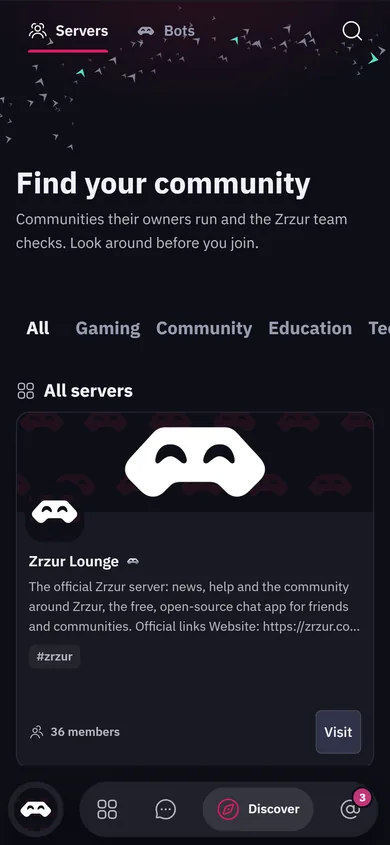 Servers
Bots
Find your community
Communities their owners run and the Zrzur team
checks. Look around before you join.
All
Gaming
Community
Education
Tec
All servers
Zrzur Lounge
The official Zrzur server: news, help and the community
around Zrzur, the free, open-source chat app for friends
and communities. Official links Website: https://zrzur.co...
#zrzur
36 members
Visit
Discover
3